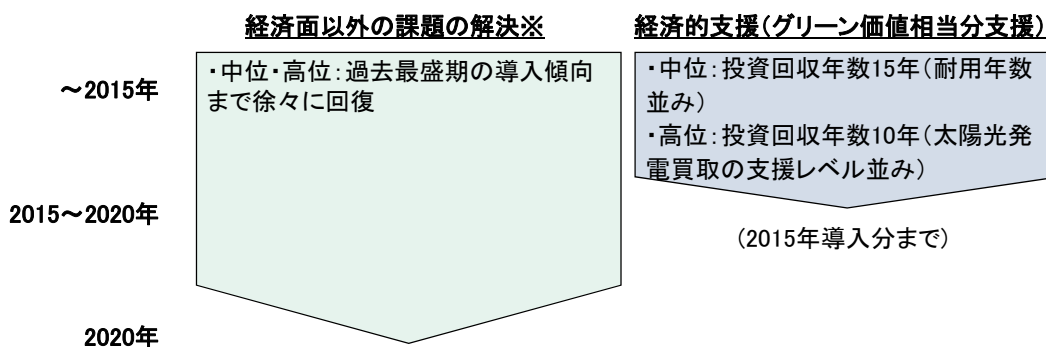 経済面以外の課題の解決※
経済的支援(グリーン価値相当分支援)
~2015年
・中位・高位:過去最盛期の導入傾向
まで徐々に回復
・中位:投資回収年数15年(耐用年数
並み)
・高位:投資回収年数10年(太陽光発
電買取の支援レベル並み)
2015~2020年
(2015年導入分まで)
2020年